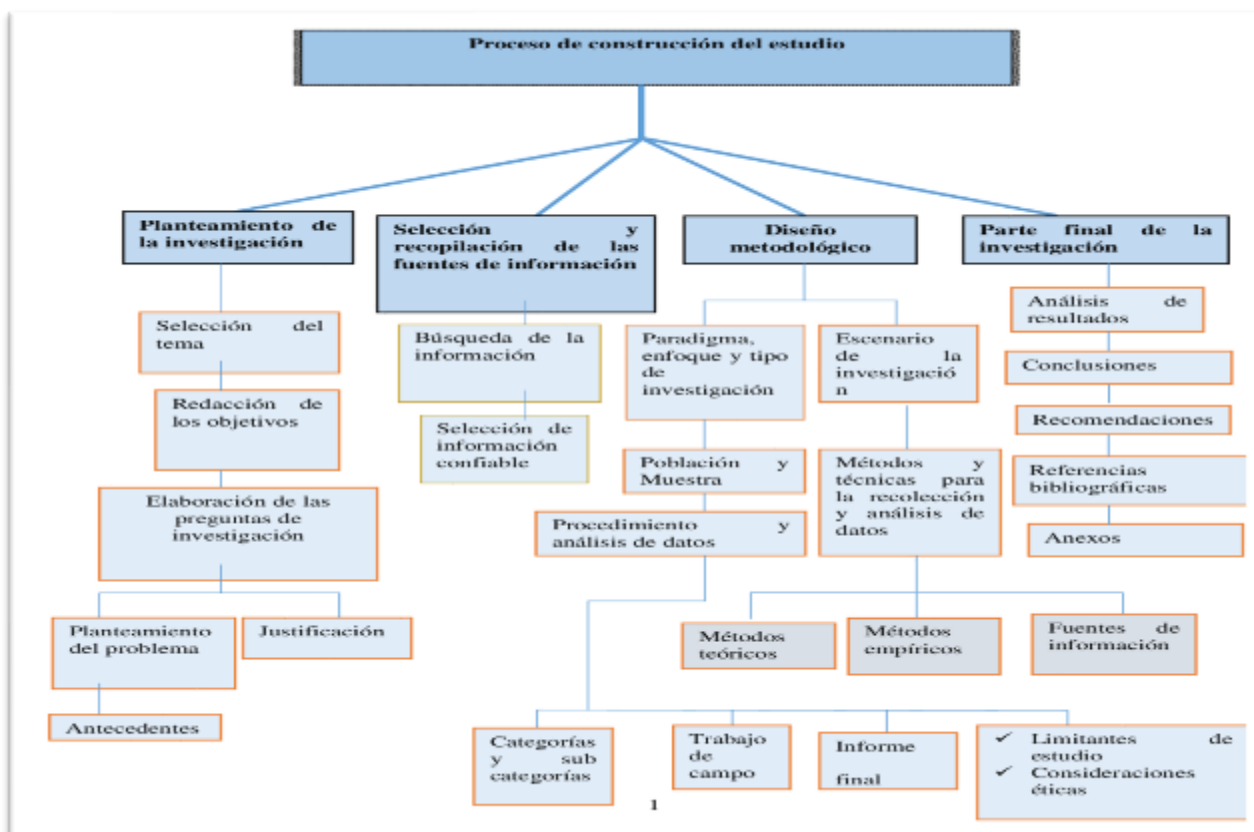 Proceso de construcción del estudio
Planteamiento de
la investigación
Selección y
recopilación de las
fuentes de información
Diseño
metodológico
Parte final de la
investigación
Selección del
tema
Redacción de
los objetivos
Elaboración de las
preguntas de
investigación
Planteamiento
del problema
Justificación
Antecedentes
Búsqueda de la
información
Selección de
información
confiable
Paradigma,
enfoque y tipo
de
investigación
Población y
Muestra
Procedimiento y
análisis de datos
Escenario
de la
investigació
n
Métodos y
técnicas para
la recolección
y análisis de
datos
Métodos
teóricos
Métodos
empíricos
Fuentes de
información
Categorías
y sub
categorías
Trabajo
de
campo
Informe
final
✓ Limitantes de
estudio
✓ Consideraciones
éticas
Análisis de
resultados
Conclusiones
Recomendaciones
Referencias
bibliográficas
Anexos
1